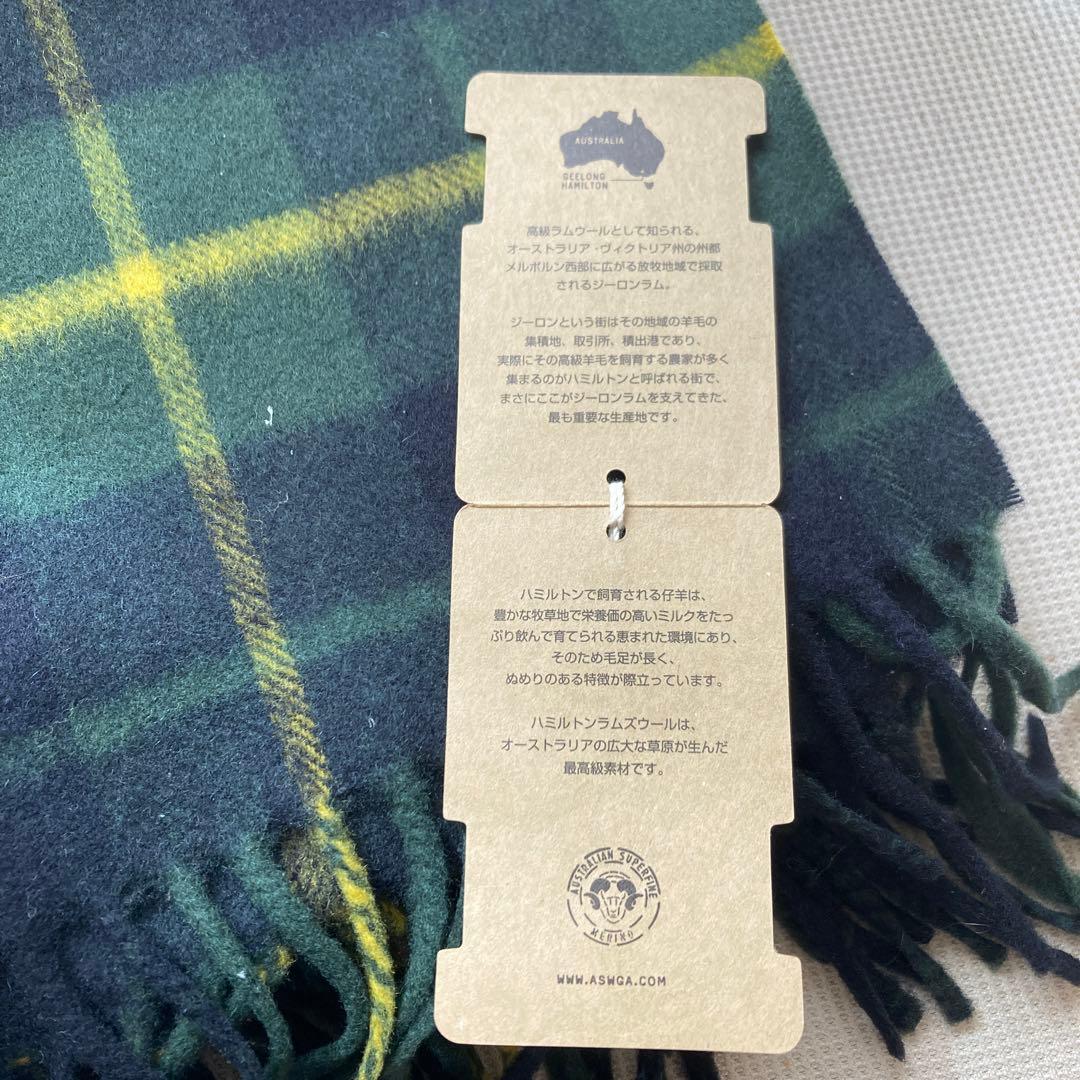 AUSTRALIA
GEELONG
HAMILTON
高級ラムウールとして知られる、
オーストラリア・ヴィクトリア州の州都
メルボルン西部に広がる放牧地域で採取
されるジーロンラム。
ジーロンという街はその地域の羊毛の
集積地、取引所、積出港であり、
実際にその高級羊毛を飼育する農家が多く
集まるのがハミルトンと呼ばれる街で、
まさにここがジーロンラムを支えてきた、
最も重要な生産地です。
ハミルトンで飼育される仔羊は、
豊かな牧草地で栄養価の高いミルクをたっ
ぷり飲んで育てられる恵まれた環境にあり、
そのため毛足が長く、
ぬめりのある特徴が際立っています。
ハミルトンラムズウールは、
オーストラリアの広大な草原が生んだ
最高級素材です。
AUSTRALIAN SUPERFINE
MERINO
WWW.ASWGA.COM